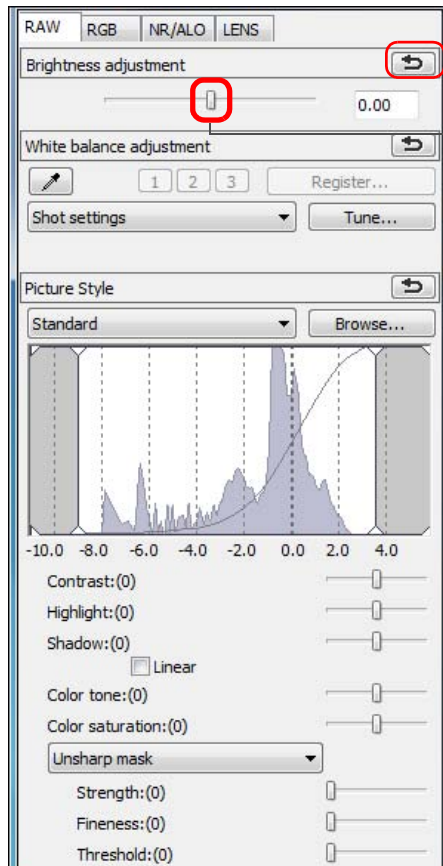 RAW RGB NR/ALO LENS
Brightness adjustment
0.00
White balance adjustment
1 2 3 Register...
Shot settings Tune...
Picture Style
Standard Browse...
-10.0 -8.0 -6.0 -4.0 -2.0 0.0 2.0 4.0
Contrast:(0)
Highlight:(0)
Shadow:(0)
Linear
Color tone:(0)
Color saturation:(0)
Unsharp mask
Strength:(0)
Fineness:(0)
Threshold:(0)